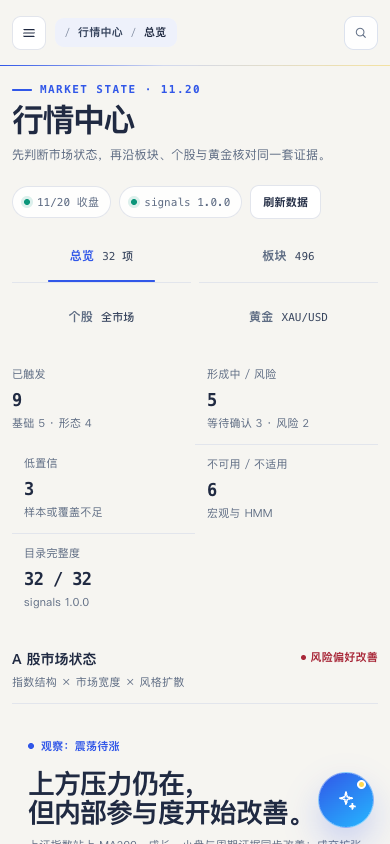 / 行情中心 / 总览
MARKET STATE · 11.20
行情中心
先判断市场状态，再沿板块、个股与黄金核对同一套证据。
11/20 收盘 signals 1.0.0 刷新数据
总览 32 项 板块 496
个股 全市场 黄金 XAU/USD
已触发 形成中 / 风险
9 5
基础 5 · 形态 4 等待确认 3 · 风险 2
低置信 不可用 / 不适用
3 6
样本或覆盖不足 宏观与 HMM
目录完整度
32 / 32
signals 1.0.0
A 股市场状态 风险偏好改善
指数结构 × 市场宽度 × 风格扩散
观察：震荡待涨
上方压力仍在，
但内部参与度开始改善。